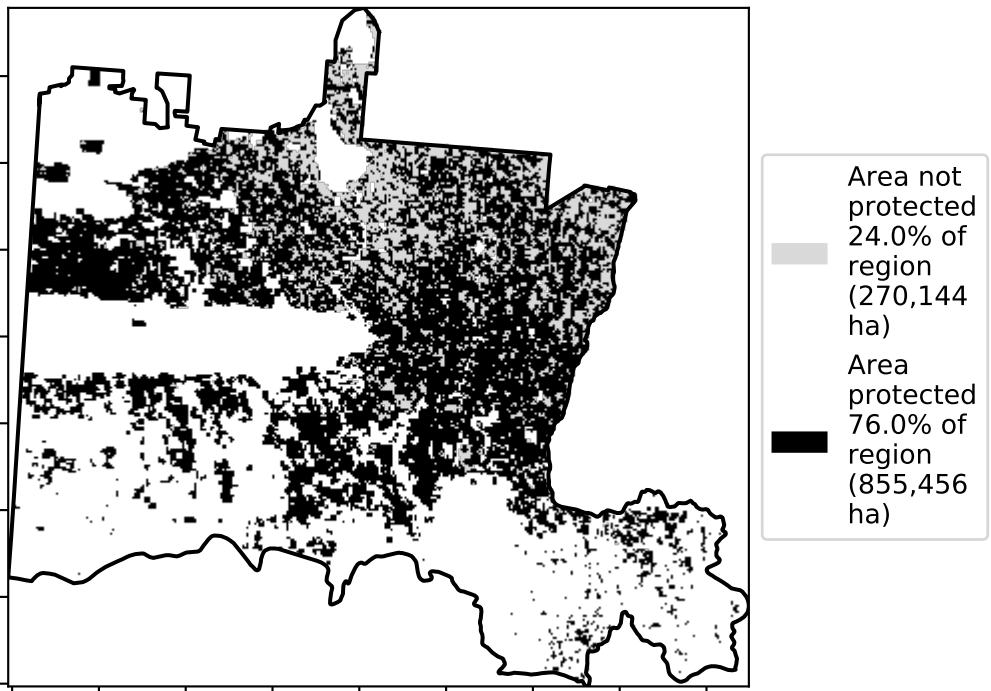 Area not
protected
24.0% of
region
(270,144
ha)
Area
protected
76.0% of
region
(855,456
ha)